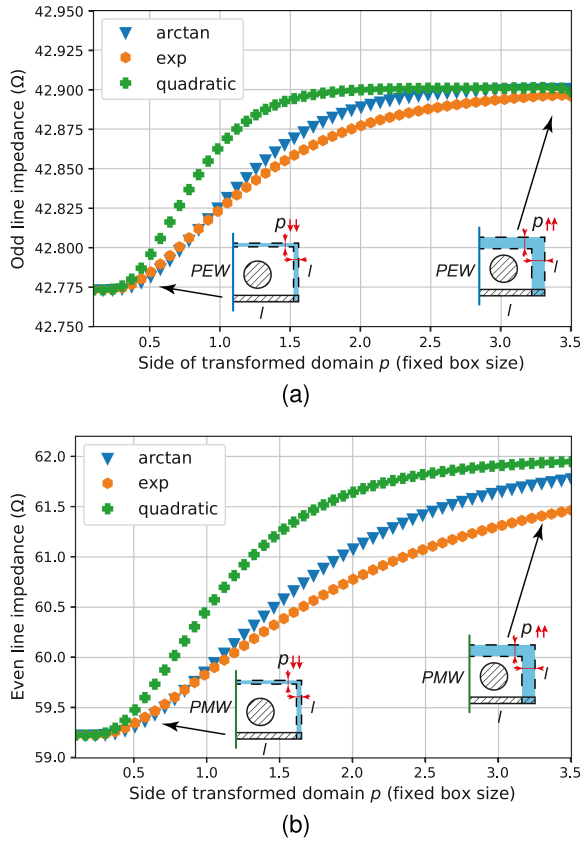 42.950
42.925
42.900
42.875
42.850
42.825
42.800
42.775
42.750
Odd line impedance (Ω)
arctan
exp
quadratic
p
PEW
l
l
p
PEW
l
l
0.5 1.0 1.5 2.0 2.5 3.0 3.5
Side of transformed domain p (fixed box size)
(a)
62.0
61.5
61.0
60.5
60.0
59.5
59.0
Even line impedance (Ω)
arctan
exp
quadratic
p
PMW
l
l
p
PMW
l
l
0.5 1.0 1.5 2.0 2.5 3.0 3.5
Side of transformed domain p (fixed box size)
(b)